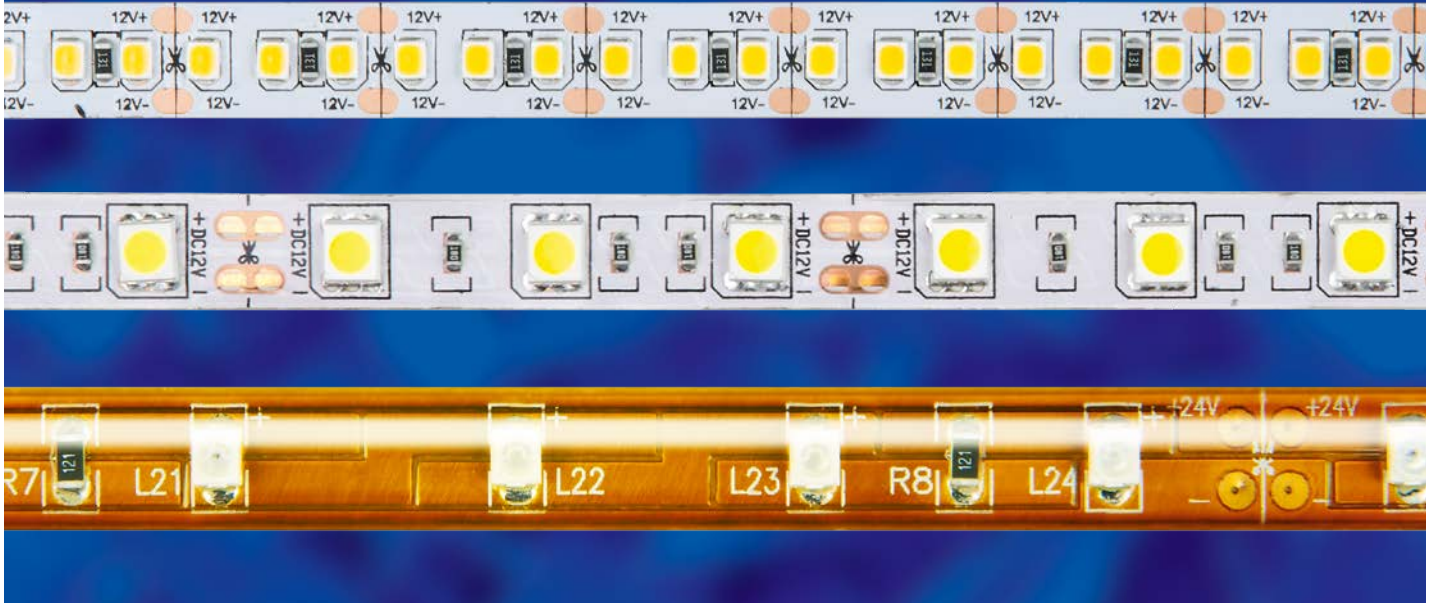 2V+ 12V+ 12V+ 12V+ 12V+ 12V+ 12V+ 12V+ 12V+ 12V+ 12V+ 12V+ 12V+ 12V+
131 131 131 131 131 131 131
12V- 12V- 12V- 12V- 12V- 12V- 12V- 12V- 12V- 12V- 12V- 12V- 12V- 12V-
+DC12V- +DC12V- +DC12V- +DC12V- +DC12V-
+ + + + +24V +24V
R7 121 L21 L22 L23 R8 121 L24 - -